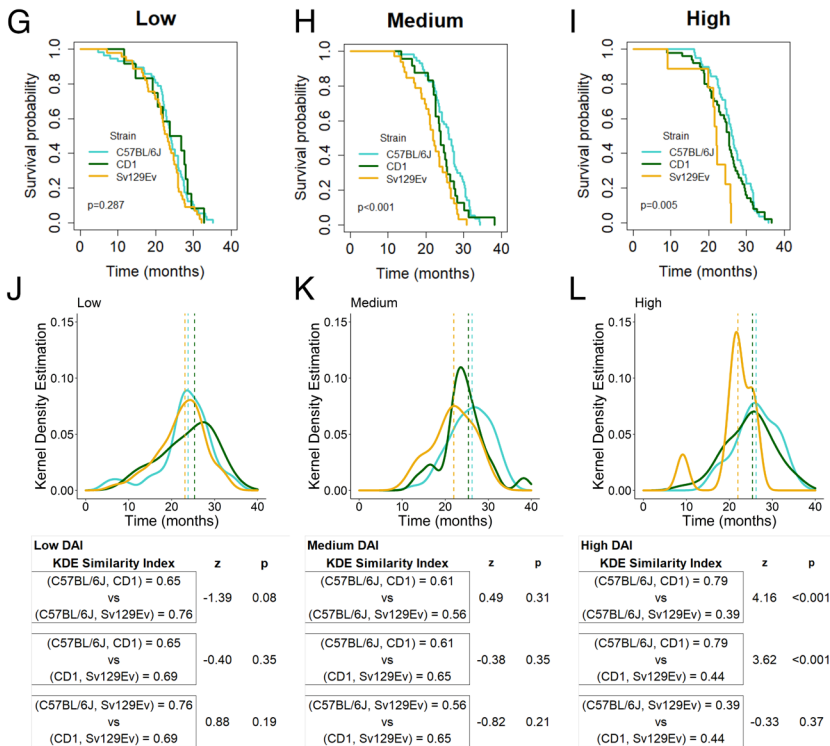 G
Low
Survival probability
1.0
0.8
0.6
0.4
0.2
0.0
Strain
C57BL/6J
CD1
Sv129Ev
p=0.287
0 10 20 30 40
Time (months)
H
Medium
Survival probability
1.0
0.8
0.6
0.4
0.2
0.0
Strain
C57BL/6J
CD1
Sv129Ev
p<0.001
0 10 20 30 40
Time (months)
I
High
Survival probability
1.0
0.8
0.6
0.4
0.2
0.0
Strain
C57BL/6J
CD1
Sv129Ev
p=0.005
0 10 20 30 40
Time (months)
J
Low
Kernel Density Estimation
0.15
0.10
0.05
0.00
0 10 20 30 40
Time (months)
K
Medium
Kernel Density Estimation
0.15
0.10
0.05
0.00
0 10 20 30 40
Time (months)
L
High
Kernel Density Estimation
0.15
0.10
0.05
0.00
0 10 20 30 40
Time (months)
Low DAI
KDE Similarity Index z p
(C57BL/6J, CD1) = 0.65
vs -1.39 0.08
(C57BL/6J, Sv129Ev) = 0.76
(C57BL/6J, CD1) = 0.65
vs -0.40 0.35
(CD1, Sv129Ev) = 0.69
(C57BL/6J, Sv129Ev) = 0.76
vs 0.88 0.19
(CD1, Sv129Ev) = 0.69
Medium DAI
KDE Similarity Index z p
(C57BL/6J, CD1) = 0.61
vs 0.49 0.31
(C57BL/6J, Sv129Ev) = 0.56
(C57BL/6J, CD1) = 0.61
vs -0.38 0.35
(CD1, Sv129Ev) = 0.65
(C57BL/6J, Sv129Ev) = 0.56
vs -0.82 0.21
(CD1, Sv129Ev) = 0.65
High DAI
KDE Similarity Index z p
(C57BL/6J, CD1) = 0.79
vs 4.16 <0.001
(C57BL/6J, Sv129Ev) = 0.39
(C57BL/6J, CD1) = 0.79
vs 3.62 <0.001
(CD1, Sv129Ev) = 0.44
(C57BL/6J, Sv129Ev) = 0.39
vs -0.33 0.37
(CD1, Sv129Ev) = 0.44